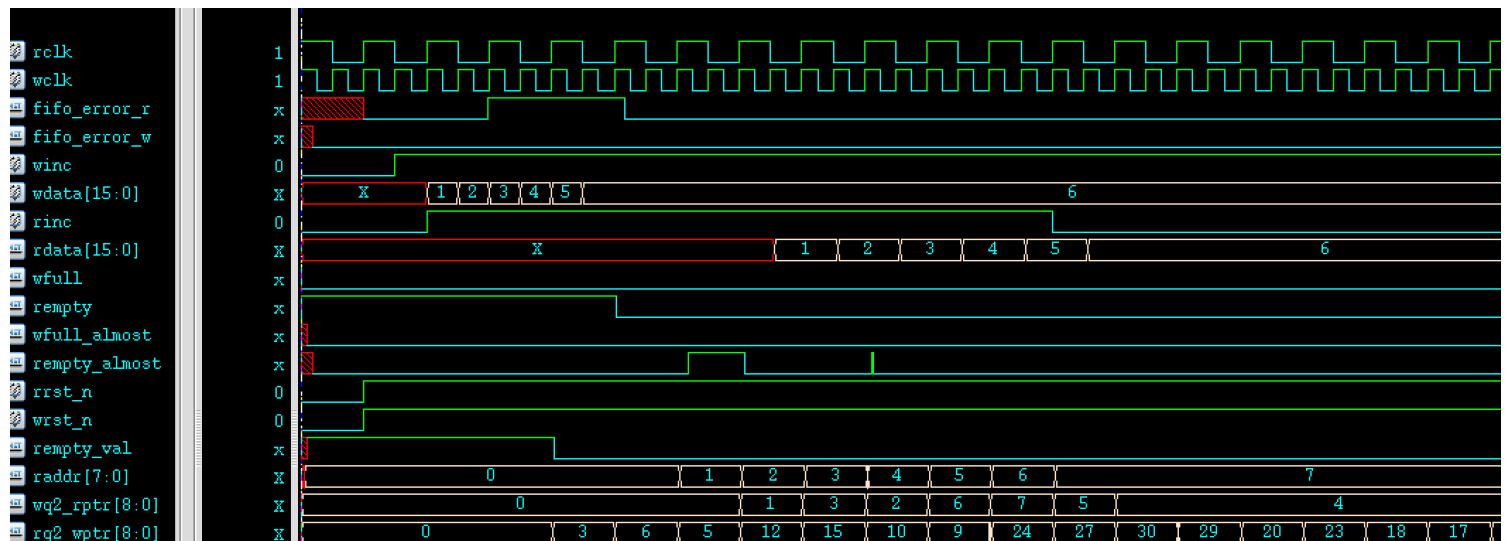 rclk 1
wclk 1
fifo_error_r x
fifo_error_w x
winc 0
wdata[15:0] X X 1 2 3 4 5 6
rinc 0
rdata[15:0] X X 1 2 3 4 5 6
wfull x
rempty x
wfull_almost x
rempty_almost x
rrst_n 0
wrst_n 0
rempty_val x
raddr[7:0] X 0 1 2 3 4 5 6 7
wq2_rptr[8:0] X 0 1 3 2 6 7 5 4
rq2_wptr[8:0] X 0 3 6 5 12 15 10 9 24 27 30 29 20 23 18 17